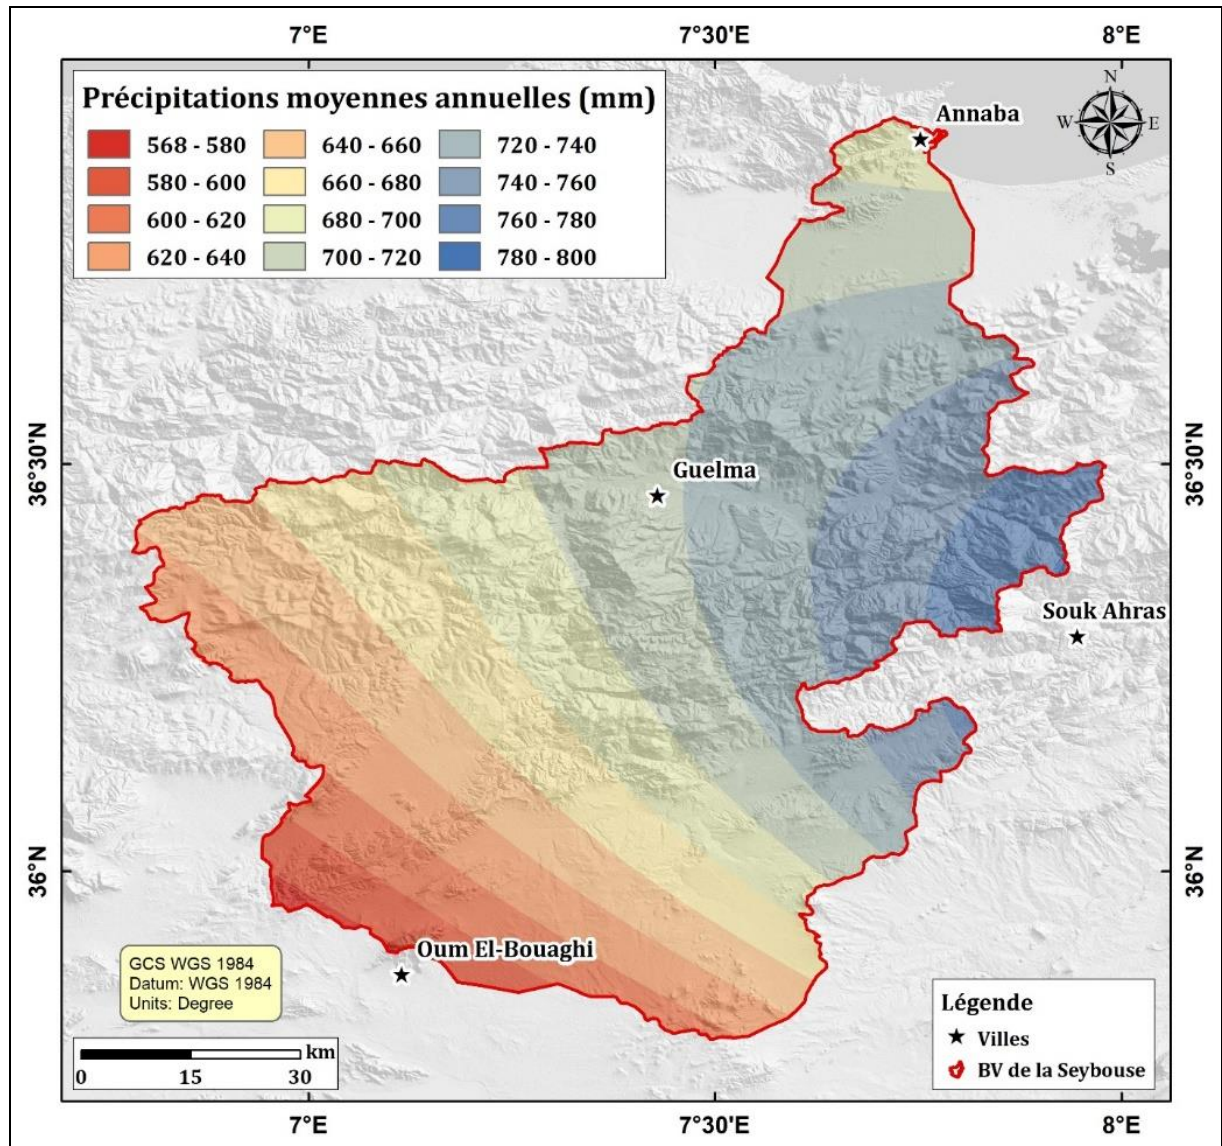 7°E 7°30'E 8°E
Précipitations moyennes annuelles (mm)
568 - 580 640 - 660 720 - 740
580 - 600 660 - 680 740 - 760
600 - 620 680 - 700 760 - 780
620 - 640 700 - 720 780 - 800
N
W E
S
Annaba
36°30'N 36°30'N
Guelma
Souk Ahras
36°N 36°N
Oum El-Bouaghi
GCS WGS 1984
Datum: WGS 1984
Units: Degree
km
0 15 30
Légende
Villes
BV de la Seybouse
7°E 7°30'E 8°E